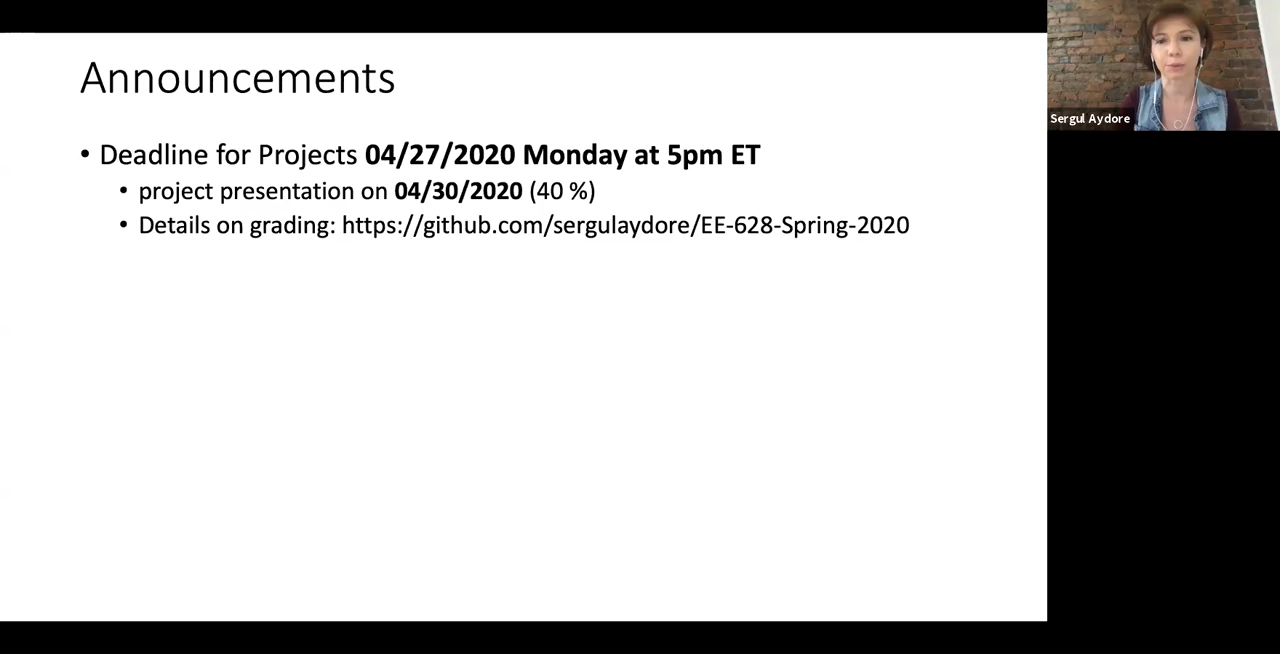 Announcements
• Deadline for Projects 04/27/2020 Monday at 5pm ET
• project presentation on 04/30/2020 (40 %)
• Details on grading: https://github.com/sergulaydore/EE-628-Spring-2020
Sergul Aydore